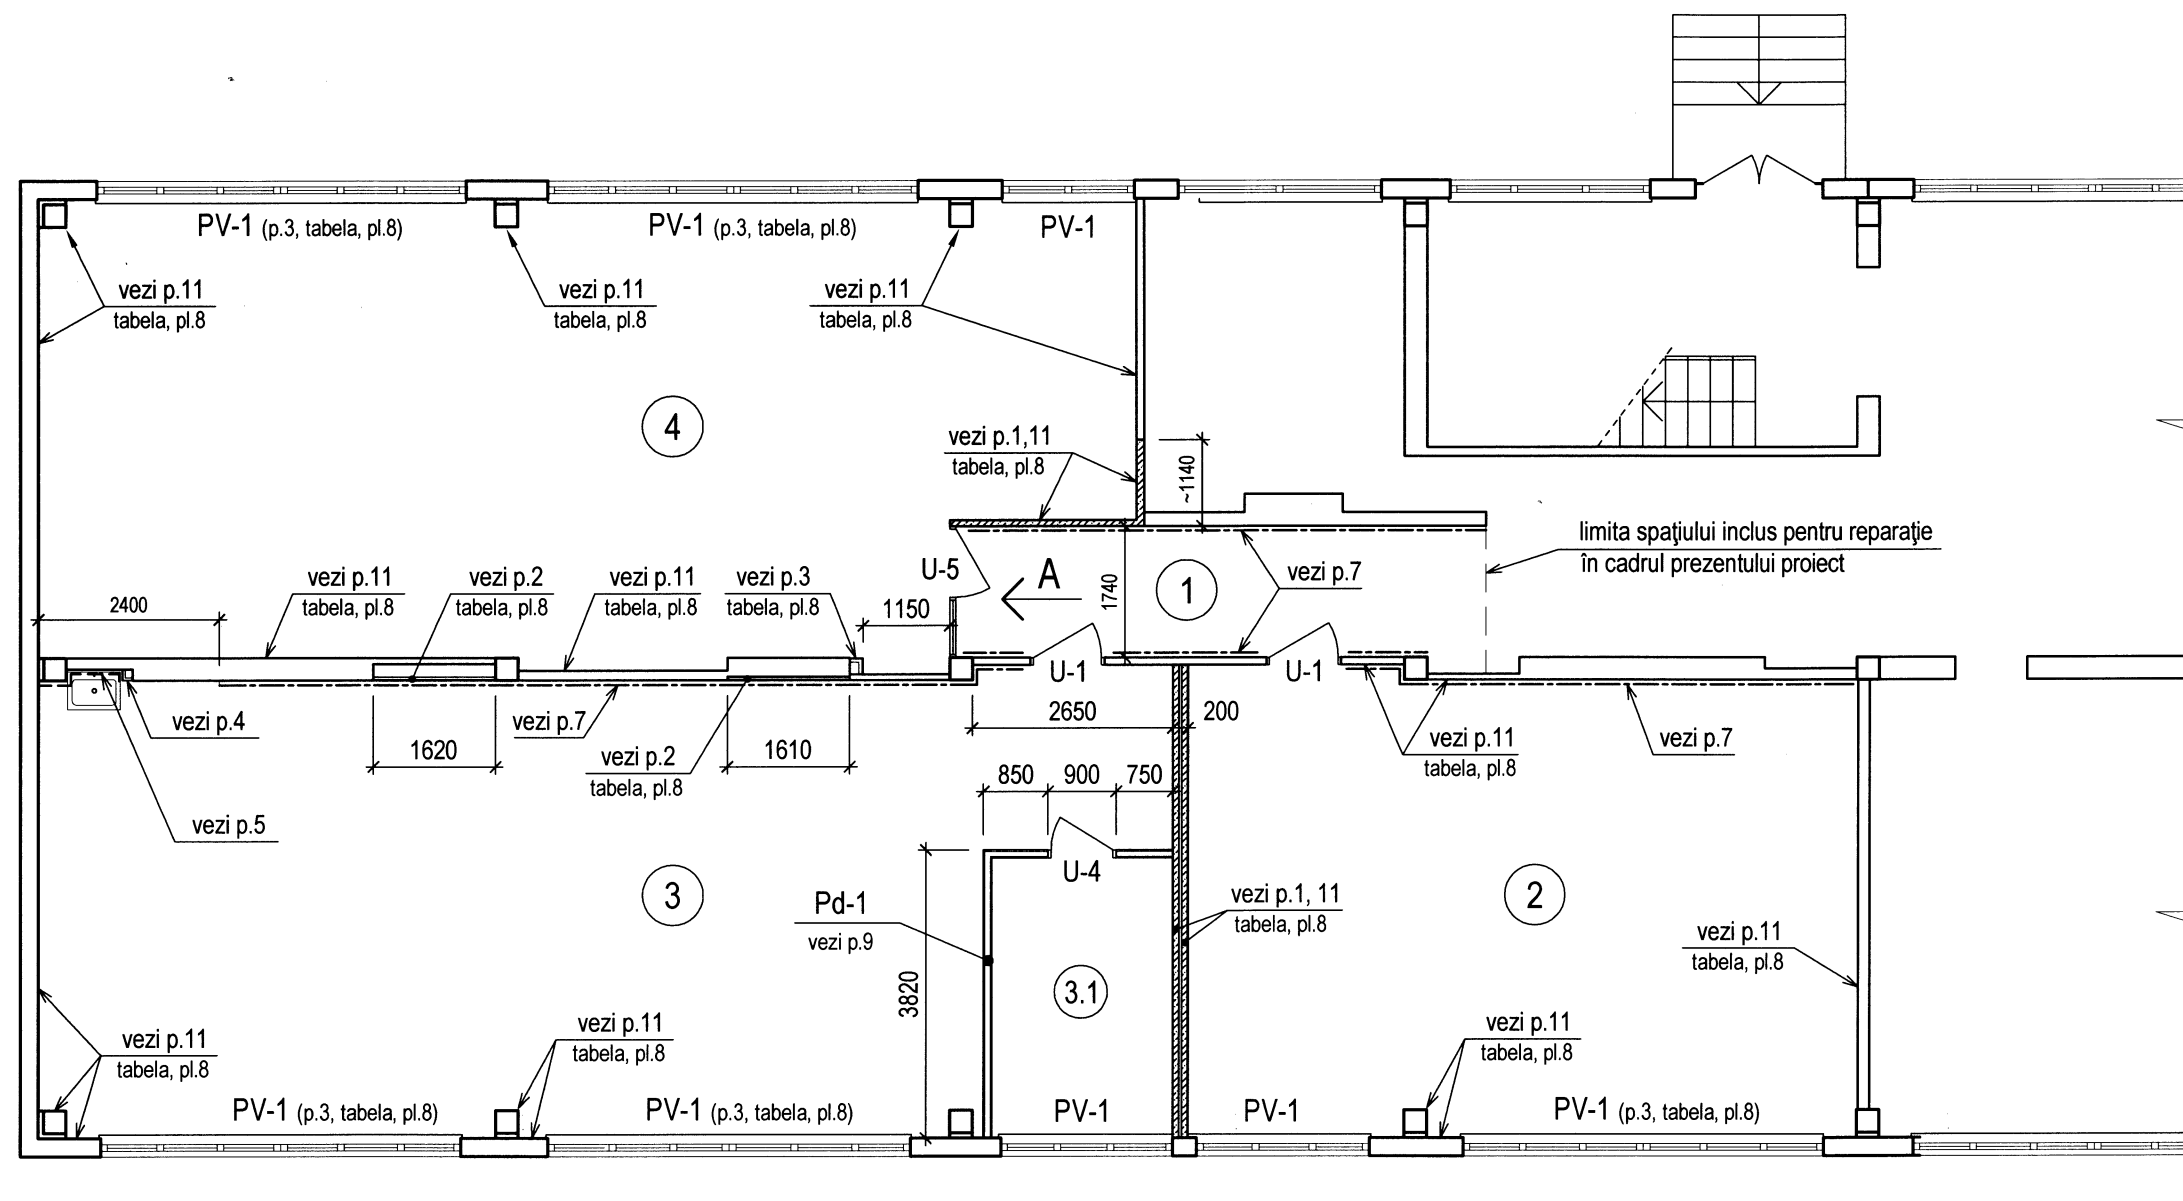 PV-1 (p.3, tabela, pl.8)
PV-1 (p.3, tabela, pl.8)
PV-1
vezi p.11
tabela, pl.8
vezi p.11
tabela, pl.8
vezi p.11
tabela, pl.8
4
vezi p.1,11
tabela, pl.8
~1140
limita spaţiului inclus pentru reparaţie
în cadrul prezentului proiect
U-5
A
1740
1
vezi p.7
2400
vezi p.11
tabela, pl.8
vezi p.2
tabela, pl.8
vezi p.11
tabela, pl.8
vezi p.3
tabela, pl.8
1150
U-1
U-1
vezi p.4
1620
vezi p.7
vezi p.2
tabela, pl.8
1610
2650
200
vezi p.11
tabela, pl.8
vezi p.7
850
900
750
vezi p.5
U-4
3
Pd-1
vezi p.9
3820
3.1
vezi p.1, 11
tabela, pl.8
2
vezi p.11
tabela, pl.8
vezi p.11
tabela, pl.8
vezi p.11
tabela, pl.8
vezi p.11
tabela, pl.8
PV-1 (p.3, tabela, pl.8)
PV-1 (p.3, tabela, pl.8)
PV-1
PV-1
PV-1 (p.3, tabela, pl.8)